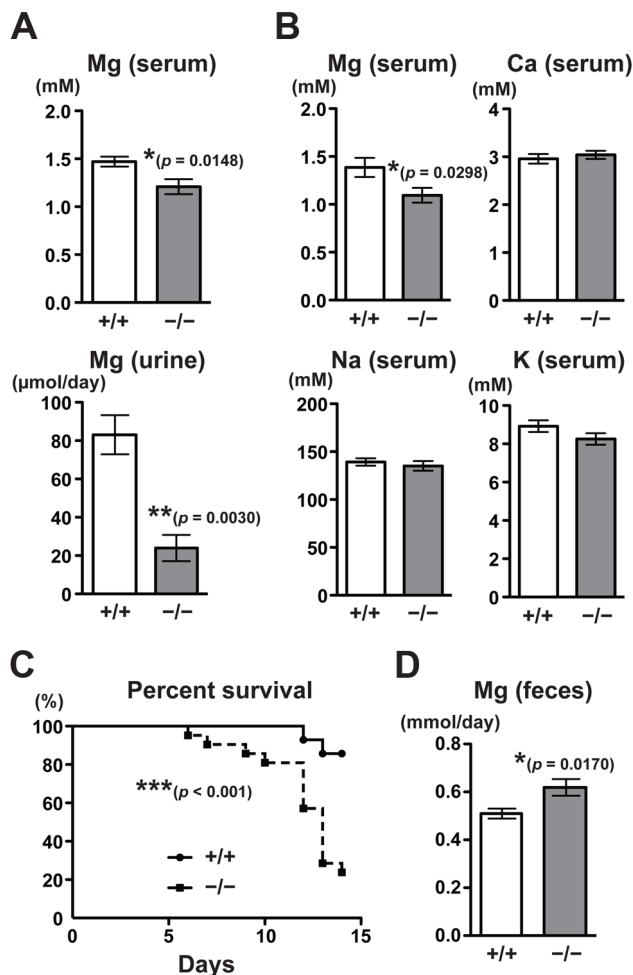 A
Mg (serum)
(mM)
2.0
1.5
1.0
0.5
0.0
*(p = 0.0148)
+/+ −/−
Mg (urine)
(μmol/day)
100
80
60
40
20
0
**(p = 0.0030)
+/+ −/−
B
Mg (serum)
(mM)
2.0
1.5
1.0
0.5
0.0
*(p = 0.0298)
+/+ −/−
Ca (serum)
(mM)
4
3
2
1
0
+/+ −/−
Na (serum)
(mM)
200
150
100
50
0
+/+ −/−
K (serum)
(mM)
10
8
6
4
2
0
+/+ −/−
C
Percent survival
(%)
100
80
60
40
20
0
***(p < 0.001)
+/+
−/−
0 5 10 15
Days
D
Mg (feces)
(mmol/day)
0.8
0.6
0.4
0.2
0.0
*(p = 0.0170)
+/+ −/−